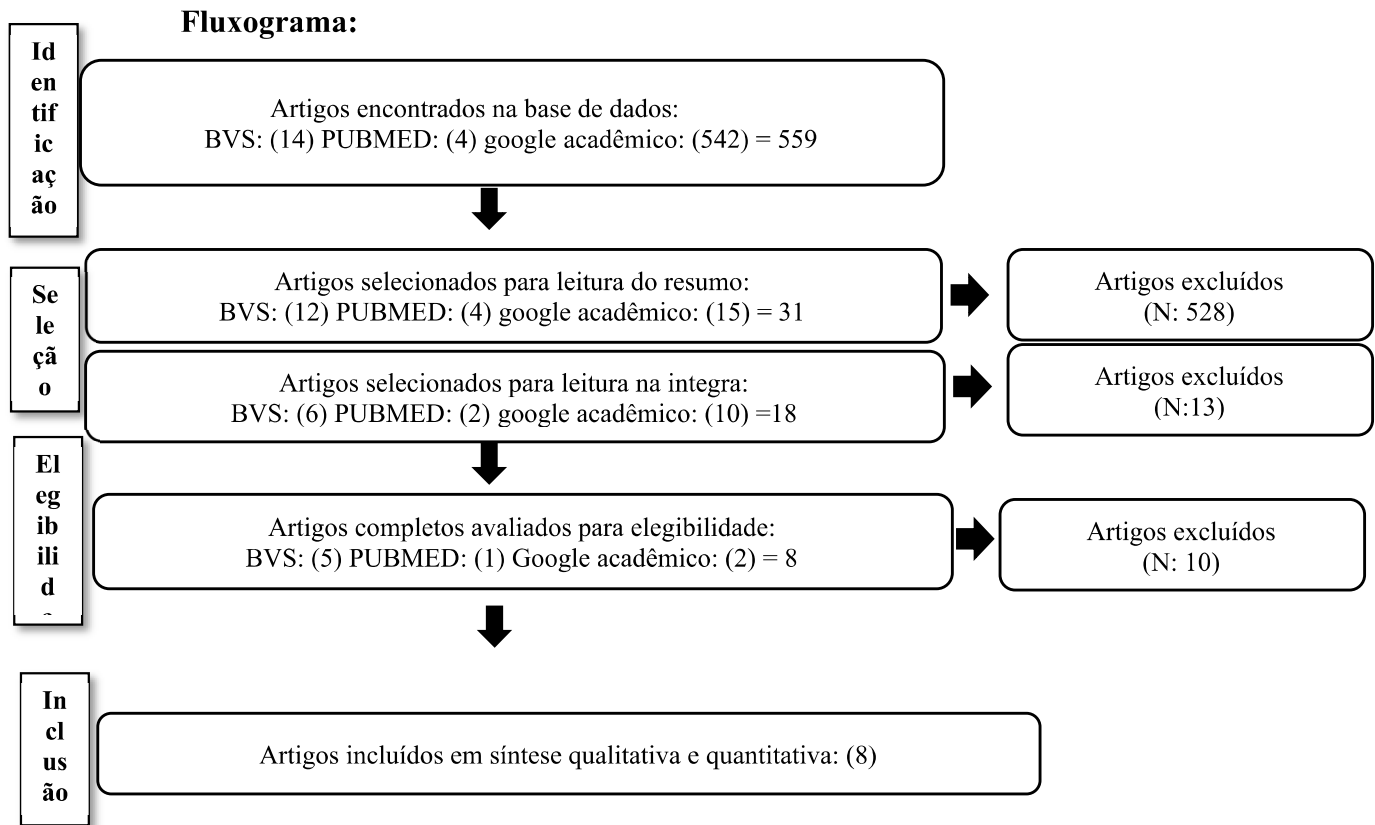 Fluxograma:
Id
en
tif
ic
aç
ão
Artigos encontrados na base de dados:
BVS: (14) PUBMED: (4) google acadêmico: (542) = 559
Se
le
çã
o
Artigos selecionados para leitura do resumo:
BVS: (12) PUBMED: (4) google acadêmico: (15) = 31
Artigos excluídos
(N: 528)
Artigos selecionados para leitura na integra:
BVS: (6) PUBMED: (2) google acadêmico: (10) =18
Artigos excluídos
(N:13)
El
eg
ib
ili
d
Artigos completos avaliados para elegibilidade:
BVS: (5) PUBMED: (1) Google acadêmico: (2) = 8
Artigos excluídos
(N: 10)
In
cl
us
ão
Artigos incluídos em síntese qualitativa e quantitativa: (8)